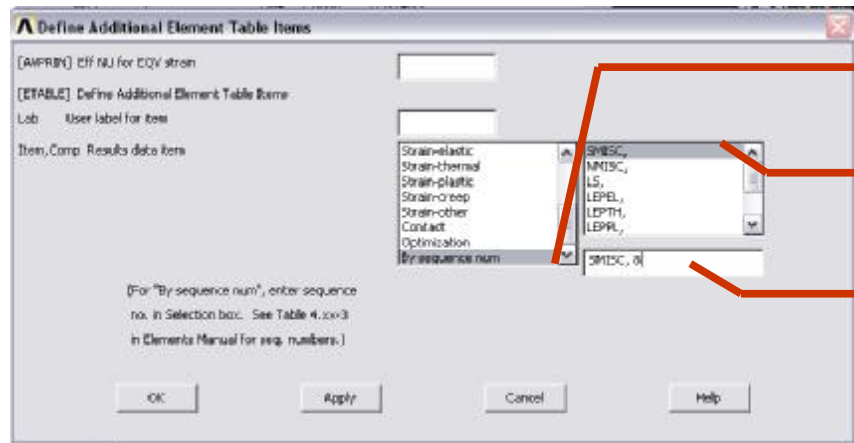 Define Additional Element Table Items
[AVPRIN] Eff NU for EQV strain
[ETABLE] Define Additional Element Table Items
Lab User label for item
Item,Comp Results data item
Strain-elastic
Strain-thermal
Strain-plastic
Strain-creep
Strain-other
Contact
Optimization
By sequence num
SMISC,
NMISC,
LS,
LEPEL,
LEPTH,
LEPPL,
SMISC,
(For "By sequence num", enter sequence
no. in Selection box. See Table 4.xx-3
in Elements Manual for seq. numbers.)
OK Apply Cancel Help